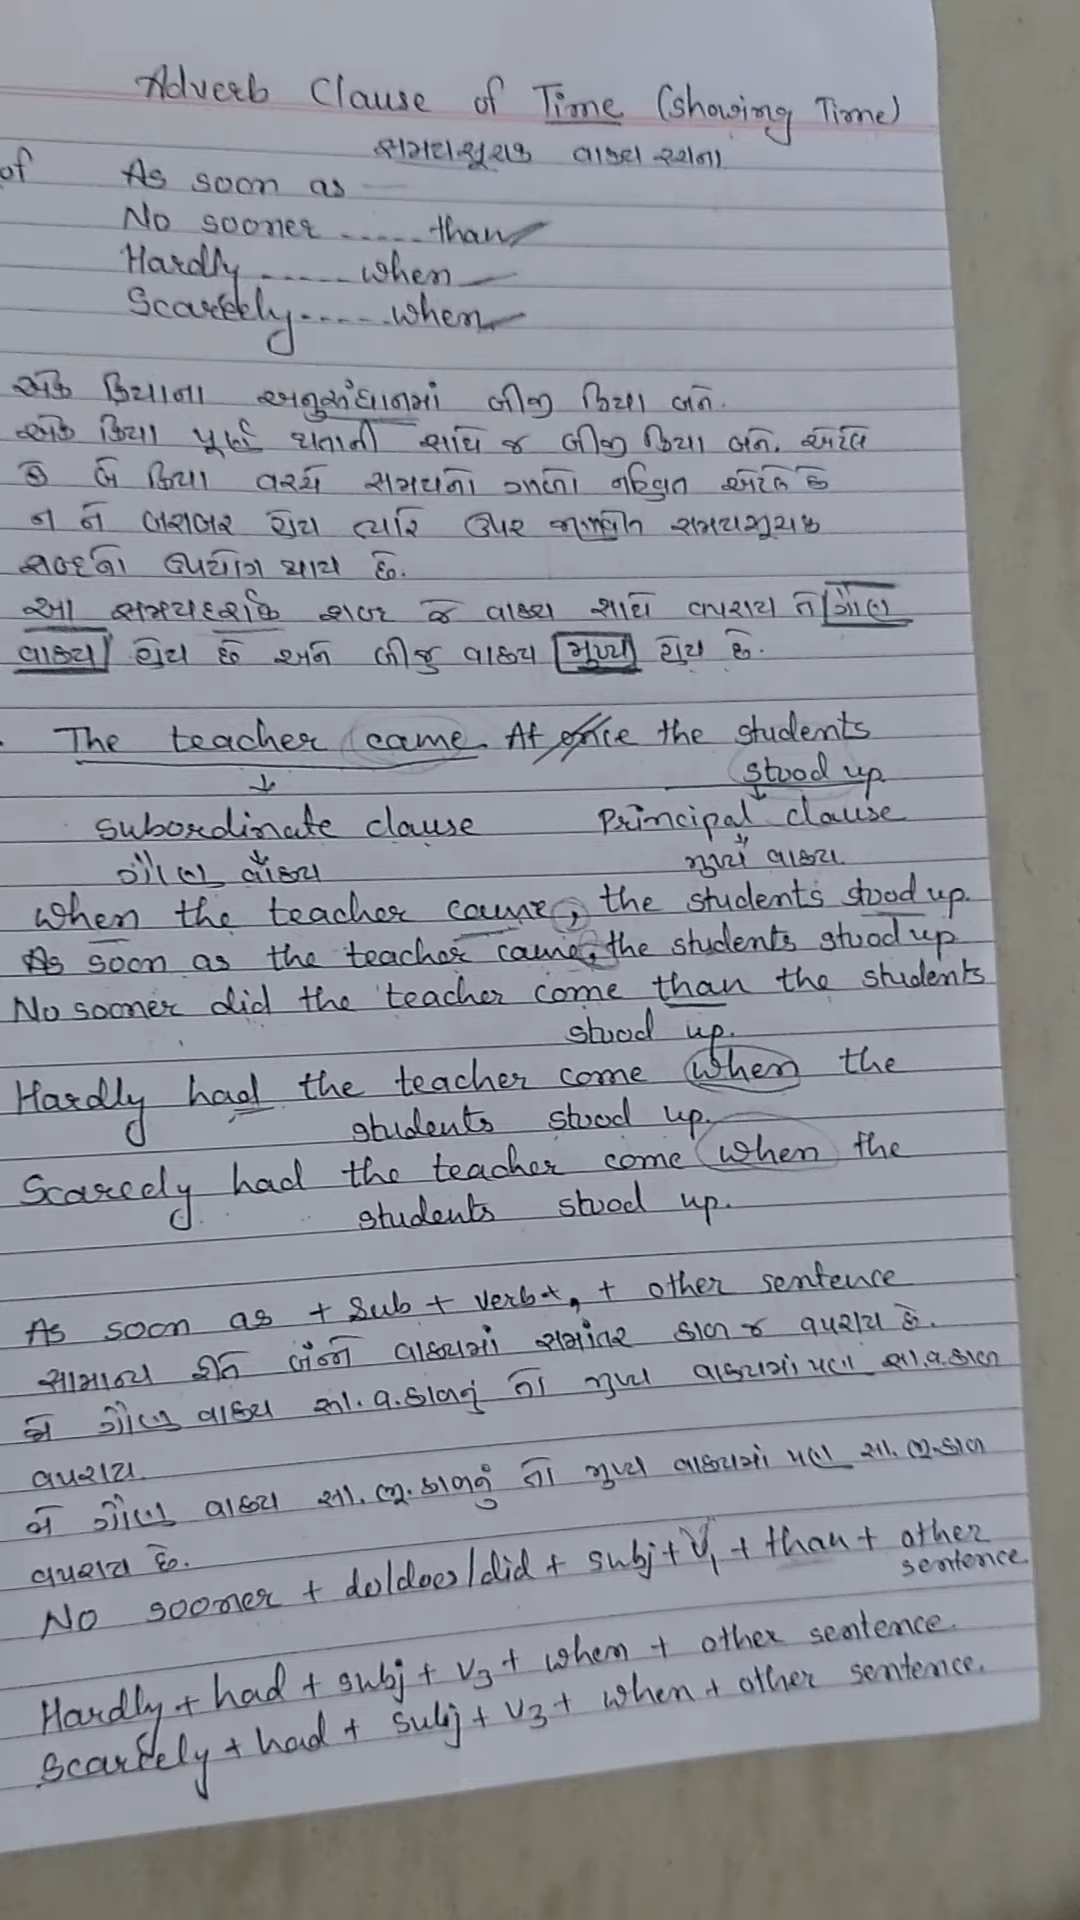 Adverb Clause of Time (showing Time)
સમયસૂચક વાક્ય રચના
of As soon as
No sooner ..... than
Hardly ..... when
Scarcely ..... when
એક ક્રિયાના અનુસંધાનમાં બીજી ક્રિયા બને.
એક ક્રિયા પૂર્ણ થતાની સાથે જ બીજી ક્રિયા બને. એટલે
કે બે ક્રિયા વચ્ચે સમયનો ગાળો નહિવત એટલે કે
ન ને બરાબર હોય ત્યારે ઉપર સમયસૂચક
શબ્દનો ઉપયોગ થાય છે.
આ સમયદર્શક શબ્દ જે વાક્ય સાથે વપરાય તે ગૌણ
વાક્ય હોય છે અને બીજુ વાક્ય મુખ્ય હોય છે.
The teacher came. At once the students
stood up
subordinate clause Principal clause
ગૌણ વાક્ય મુખ્ય વાક્ય
when the teacher came, the students stood up.
As soon as the teacher came, the students stood up
No sooner did the teacher come than the students
stood up.
Hardly had the teacher come when the
students stood up.
Scarecly had the teacher come when the
students stood up.
As soon as + Sub + verb, + other sentence
સામાન્ય રીતે બંને વાક્યમાં સમાંતર કાળ જ વપરાય છે.
જો ગૌણ વાક્ય સા.વ.કાળનું તો મુખ્ય વાક્યમાં પણ સા.વ.કાળ
વપરાય.
જો ગૌણ વાક્ય સા.ભૂ.કાળનું તો મુખ્ય વાક્યમાં પણ સા.ભૂ.કાળ
વપરાય છે.
No sooner + do/does/did + subj + V1 + than + other
sentence.
Hardly + had + subj + V3 + when + other sentence.
Scarcely + had + subj + V3 + when + other sentence.